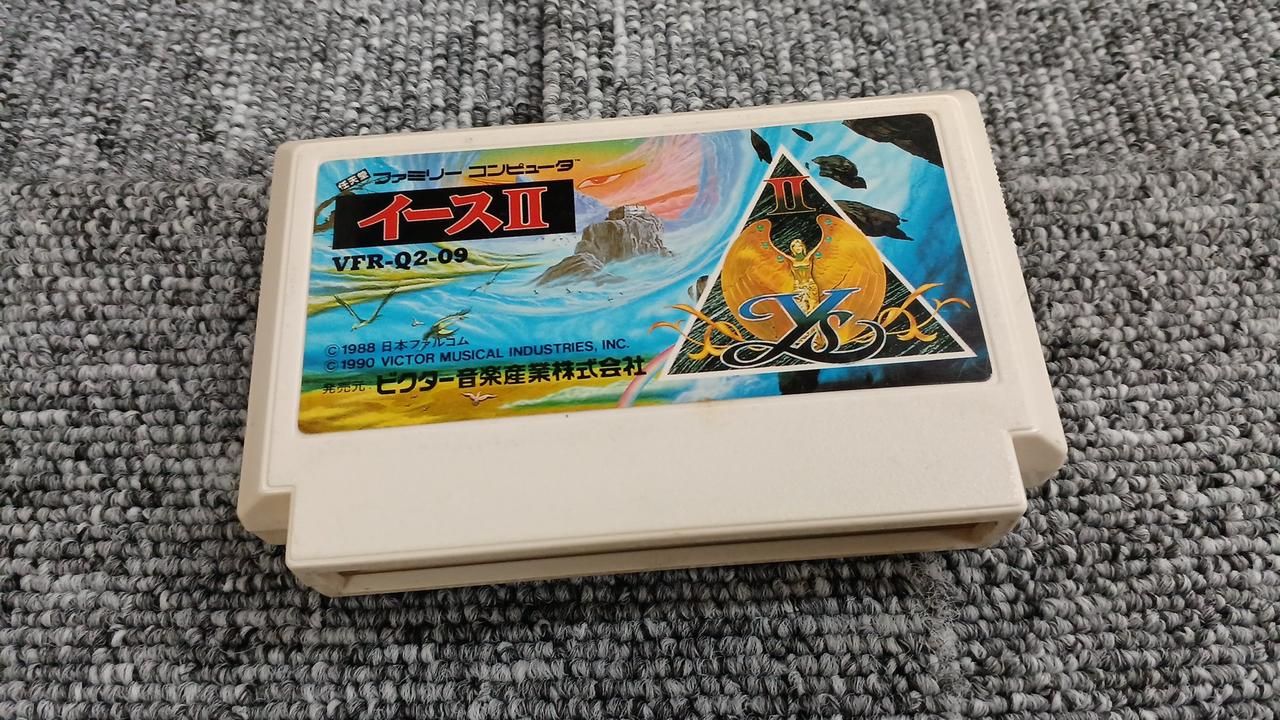 任天堂 ファミリー コンピュータ™
イースII
VFR-Q2-09
©1988 日本ファルコム
©1990 VICTOR MUSICAL INDUSTRIES, INC.
発売元・ビクター音楽産業株式会社
II
Ys